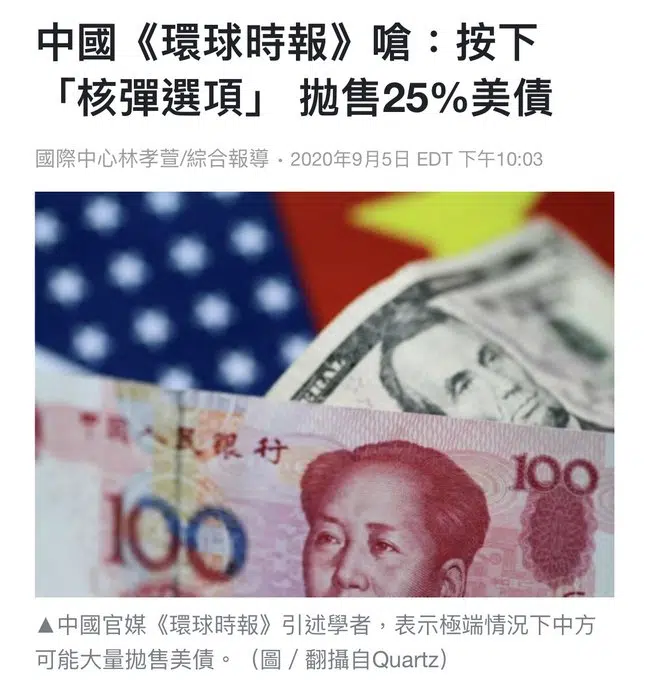 中國《環球時報》嗆：按下
「核彈選項」 拋售25%美債
國際中心林孝萱/綜合報導・2020年9月5日 EDT 下午10:03
中国人民银行
100
100
▲中國官媒《環球時報》引述學者，表示極端情況下中方
可能大量拋售美債。（圖／翻攝自Quartz）